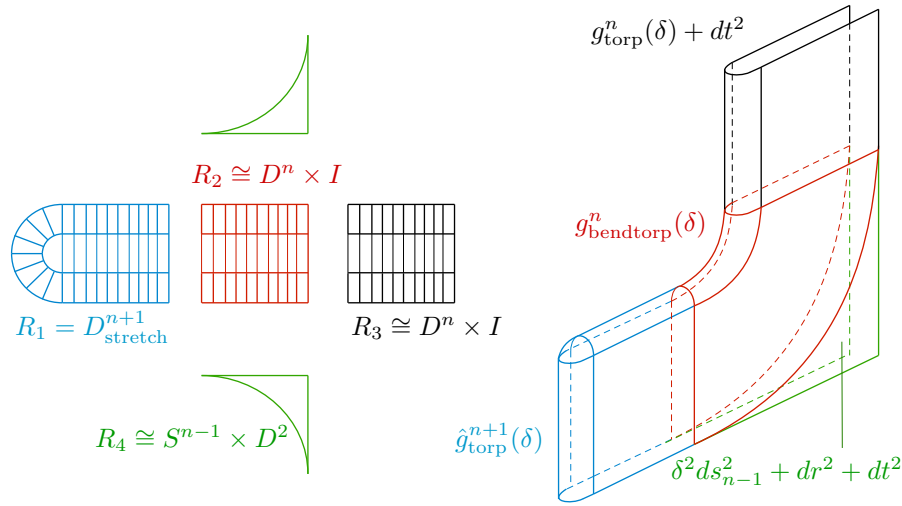 $g^n_{\text{torp}}(\delta) + dt^2$
$R_2 \cong D^n \times I$
$g^n_{\text{bendtorp}}(\delta)$
$R_1 = D^{n+1}_{\text{stretch}}$
$R_3 \cong D^n \times I$
$R_4 \cong S^{n-1} \times D^2$
$\hat{g}^{n+1}_{\text{torp}}(\delta)$
$\delta^2 ds^2_{n-1} + dr^2 + dt^2$